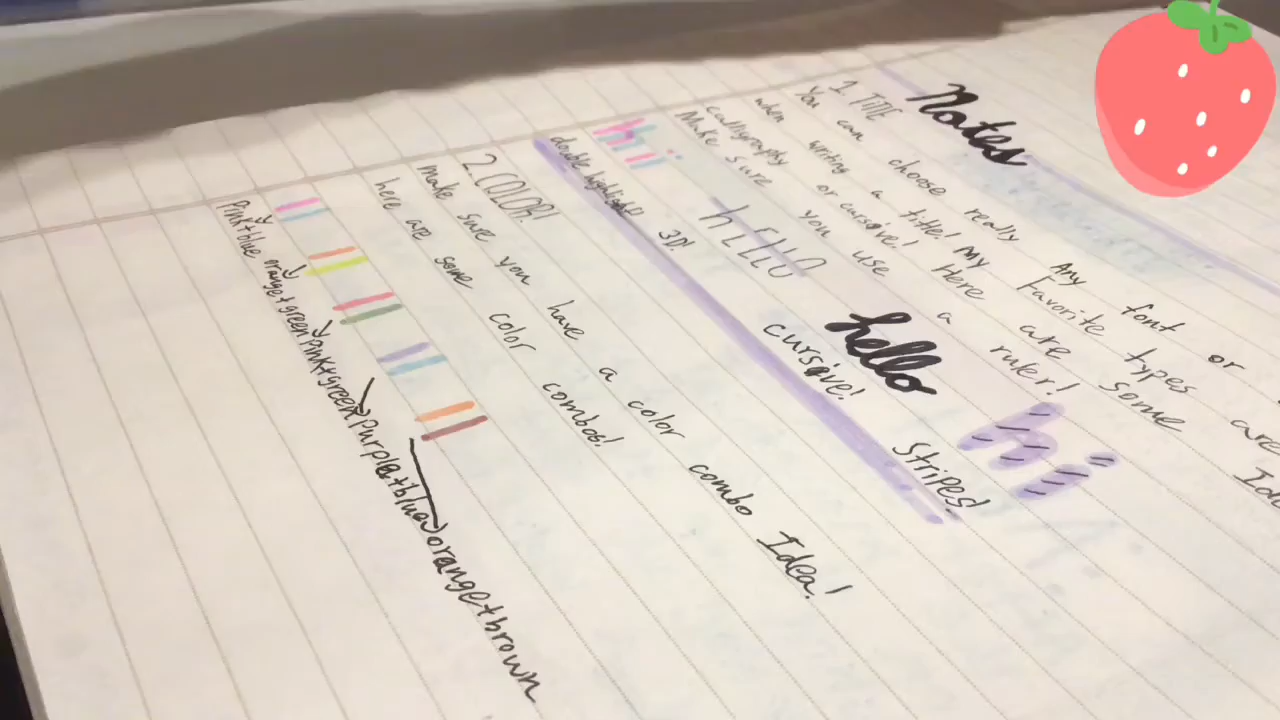 Notes
1. TITLE
You can choose really Any font or
when writing a title! My Favorite types are
calligraphy or cursive! Here are some
Make sure you use a ruler!
hi hELLO hello hi
double highlight! 3D! cursive! Stripes!
2. COLOR!
Make sure you have a color combo Idea!
here are some color combos!
Pink+blue orange+green Pink+green Purple+blue orange+brown